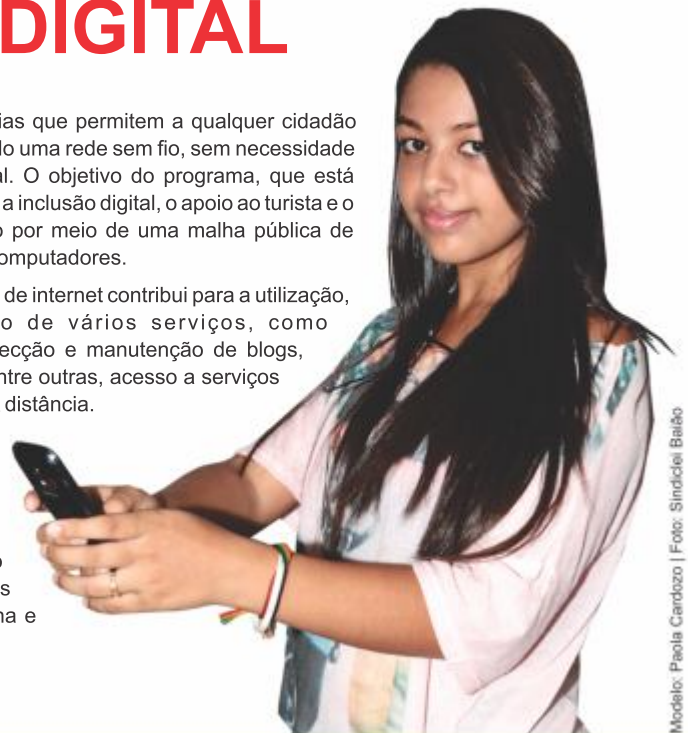 DIGITAL
ias que permitem a qualquer cidadão
do uma rede sem fio, sem necessidade
al. O objetivo do programa, que está
a inclusão digital, o apoio ao turista e o
o por meio de uma malha pública de
omputadores.
de internet contribui para a utilização,
o de vários serviços, como
ecção e manutenção de blogs,
ntre outras, acesso a serviços
distância.
o
s
na e
Modelo: Paola Cardozo | Foto: Sindiclei Baião